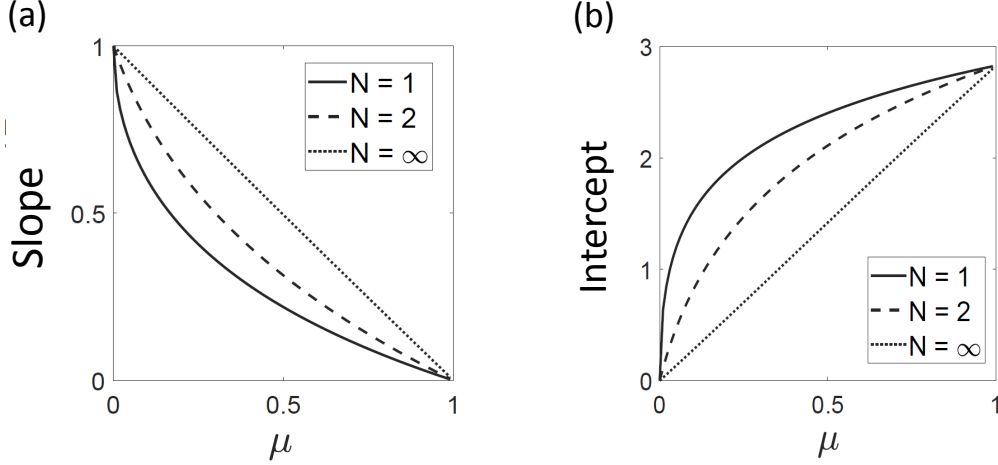 (a)
1
0.5
0
0
0.5
1
Slope
μ
N = 1
N = 2
N = ∞
(b)
3
2
1
0
0
0.5
1
Intercept
μ
N = 1
N = 2
N = ∞